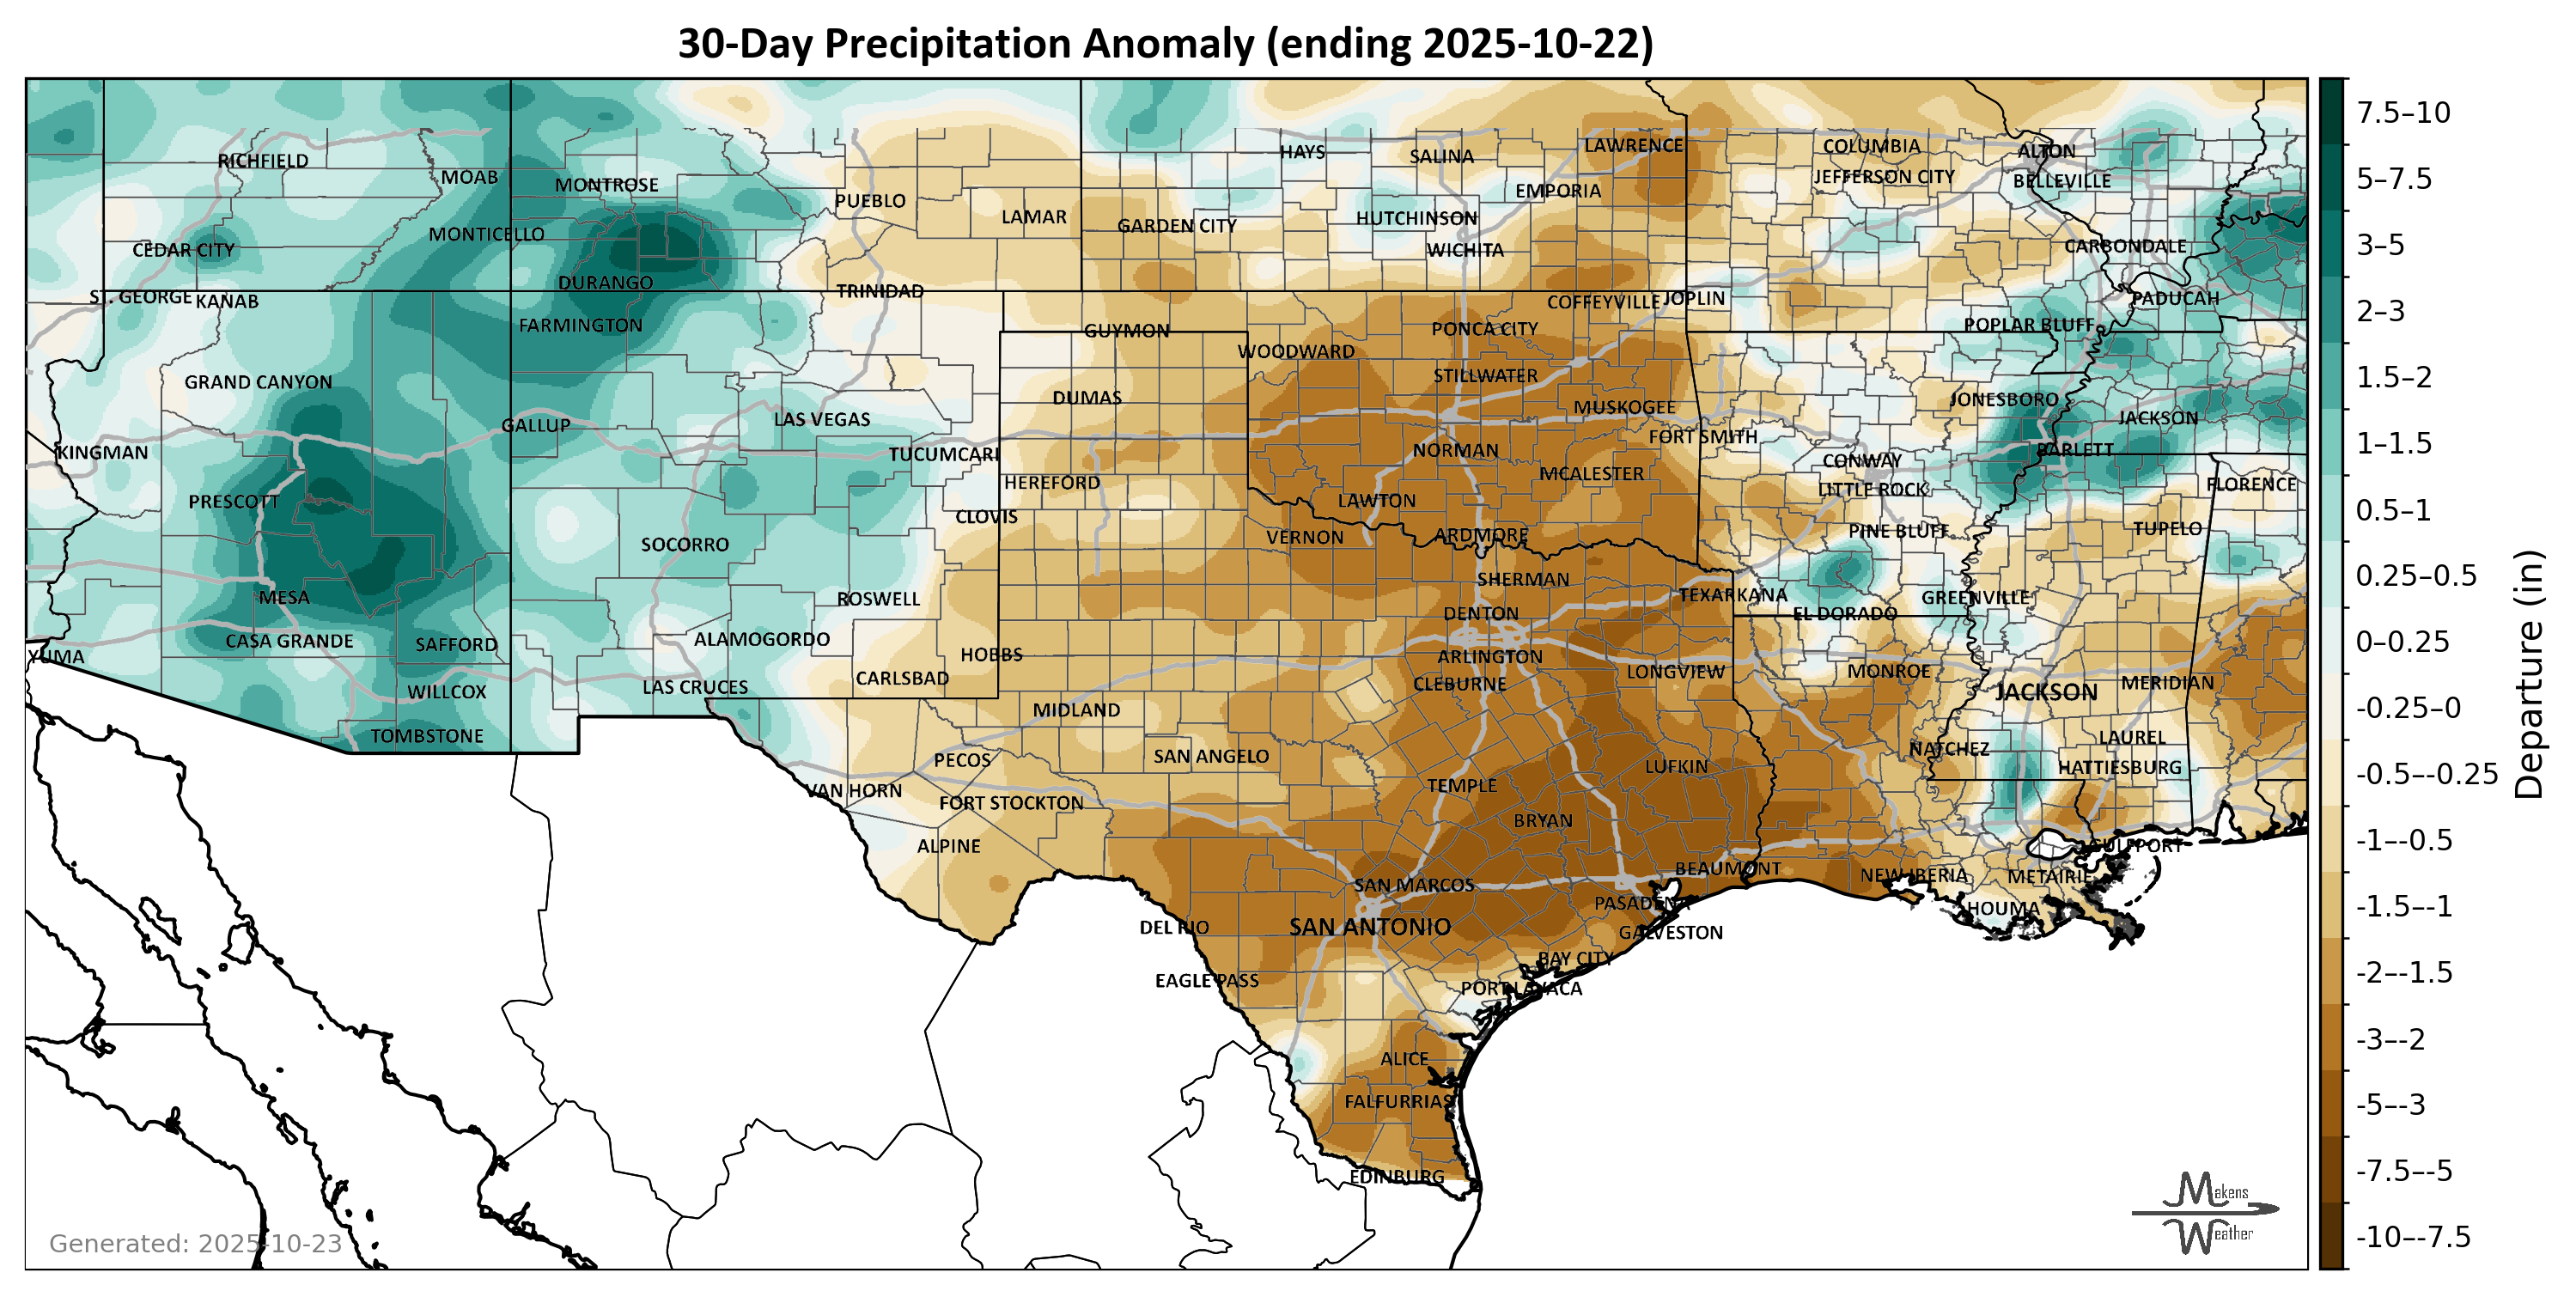 30-Day Precipitation Anomaly (ending 2025-10-22)
RICHFIELD
MOAB
MONTROSE
PUEBLO
LAMAR
HAYS
SALINA
LAWRENCE
COLUMBIA
ALTON
JEFFERSON CITY
BELLEVILLE
EMPORIA
GARDEN CITY
HUTCHINSON
CEDAR CITY
MONTICELLO
WICHITA
CARBONDALE
DURANGO
ST. GEORGE
KANAB
TRINIDAD
COFFEYVILLE
JOPLIN
PADUCAH
FARMINGTON
GUYMON
PONCA CITY
POPLAR BLUFF
WOODWARD
GRAND CANYON
STILLWATER
DUMAS
MUSKOGEE
JONESBORO
GALLUP
LAS VEGAS
JACKSON
KINGMAN
TUCUMCARI
NORMAN
FORT SMITH
BARLETT
CONWAY
HEREFORD
MCALESTER
LITTLE ROCK
FLORENCE
PRESCOTT
LAWTON
CLOVIS
TUPELO
SOCORRO
VERNON
ARDMORE
PINE BLUFF
SHERMAN
MESA
ROSWELL
TEXARKANA
GREENVILLE
DENTON
EL DORADO
CASA GRANDE
SAFFORD
ALAMOGORDO
YUMA
HOBBS
ARLINGTON
LONGVIEW
MONROE
CARLSBAD
CLEBURNE
MERIDIAN
WILLCOX
LAS CRUCES
JACKSON
MIDLAND
TOMBSTONE
LAUREL
NATCHEZ
PECOS
SAN ANGELO
LUFKIN
HATTIESBURG
VAN HORN
TEMPLE
FORT STOCKTON
BRYAN
ALPINE
GULFPORT
BEAUMONT
SAN MARCOS
NEW IBERIA
METAIRIE
PASADENA
HOUMA
DEL RIO
SAN ANTONIO
GALVESTON
BAY CITY
EAGLE PASS
PORT LAVACA
ALICE
FALFURRIAS
EDINBURG
Generated: 2025-10-23
Makens
Weather
7.5–10
5–7.5
3–5
2–3
1.5–2
1–1.5
0.5–1
0.25–0.5
0–0.25
-0.25–0
-0.5–-0.25
-1–-0.5
-1.5–-1
-2–-1.5
-3–-2
-5–-3
-7.5–-5
-10–-7.5
Departure (in)